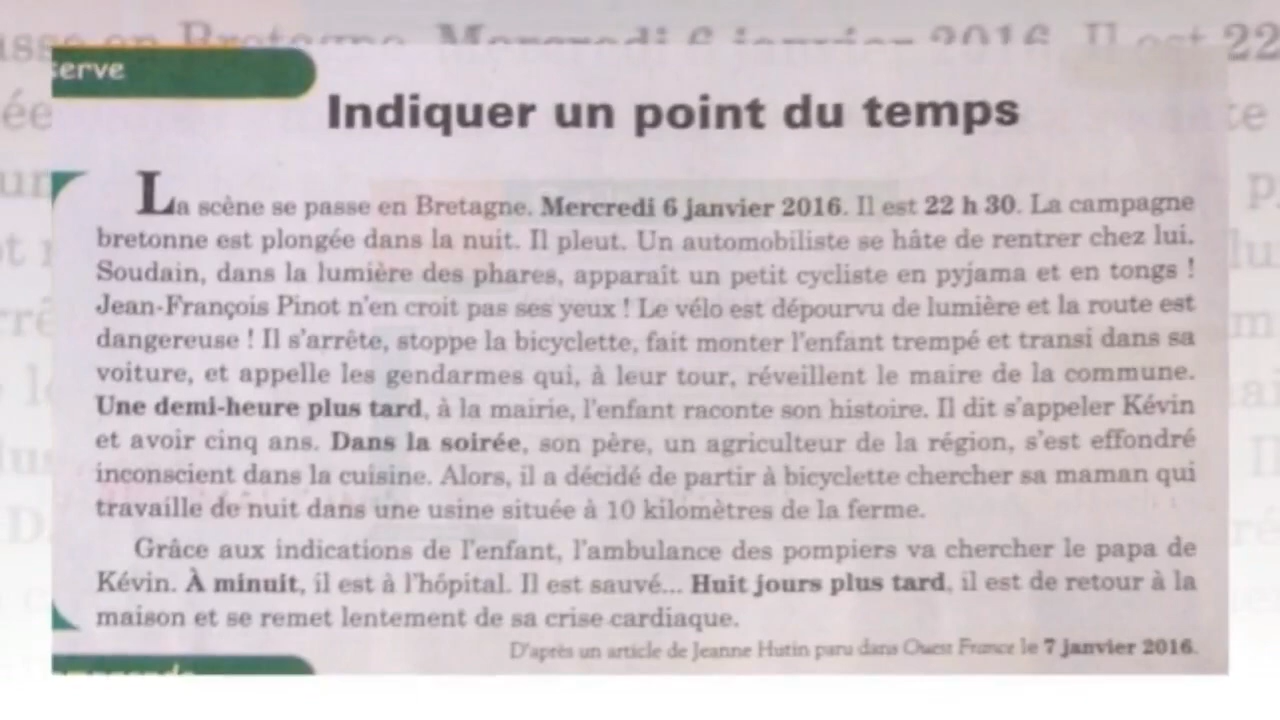 serve
Indiquer un point du temps
La scène se passe en Bretagne. Mercredi 6 janvier 2016. Il est 22 h 30. La campagne
bretonne est plongée dans la nuit. Il pleut. Un automobiliste se hâte de rentrer chez lui.
Soudain, dans la lumière des phares, apparaît un petit cycliste en pyjama et en tongs !
Jean-François Pinot n'en croit pas ses yeux ! Le vélo est dépourvu de lumière et la route est
dangereuse ! Il s'arrête, stoppe la bicyclette, fait monter l'enfant trempé et transi dans sa
voiture, et appelle les gendarmes qui, à leur tour, réveillent le maire de la commune.
Une demi-heure plus tard, à la mairie, l'enfant raconte son histoire. Il dit s'appeler Kévin
et avoir cinq ans. Dans la soirée, son père, un agriculteur de la région, s'est effondré
inconscient dans la cuisine. Alors, il a décidé de partir à bicyclette chercher sa maman qui
travaille de nuit dans une usine située à 10 kilomètres de la ferme.
Grâce aux indications de l'enfant, l'ambulance des pompiers va chercher le papa de
Kévin. À minuit, il est à l'hôpital. Il est sauvé... Huit jours plus tard, il est de retour à la
maison et se remet lentement de sa crise cardiaque.
D'après un article de Jeanne Hutin paru dans Ouest France le 7 janvier 2016.